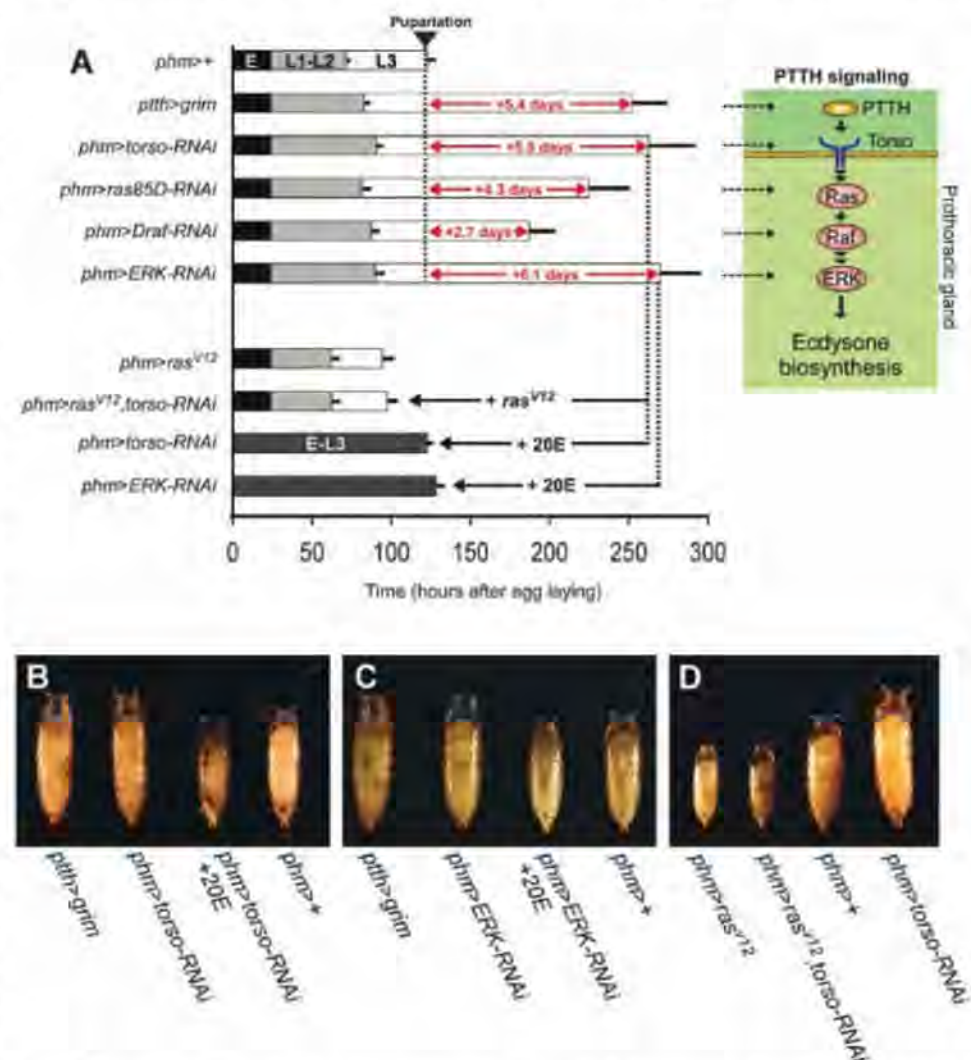 Pupariation
A
phm>+
E
L1-L2
L3
ptth>grim
+5.4 days
phm>torso-RNAi
days
phm>ras85D-RNAi
+4.3 days
phm>Draf-RNAi
+2.7 days
phm>ERK-RNAi
+6.1 days
phm>rasV12
phm>rasV12,torso-RNAi
+ rasV12
phm>torso-RNAi
E-L3
+ 20E
phm>ERK-RNAi
+ 20E
0 50 100 150 200 250 300
Time (hours after egg laying)
PTTH signaling
PTTH
Torso
Ras
Raf
ERK
Ecdysone
biosynthesis
Prothoracic gland
B
ptth>grim
phm>torso-RNAi
phm>torso-RNAi
+20E
phm>+
C
ptth>grim
phm>ERK-RNAi
phm>ERK-RNAi
+20E
phm>+
D
phm>rasV12
phm>rasV12,torso-RNAi
phm>+
phm>torso-RNAi